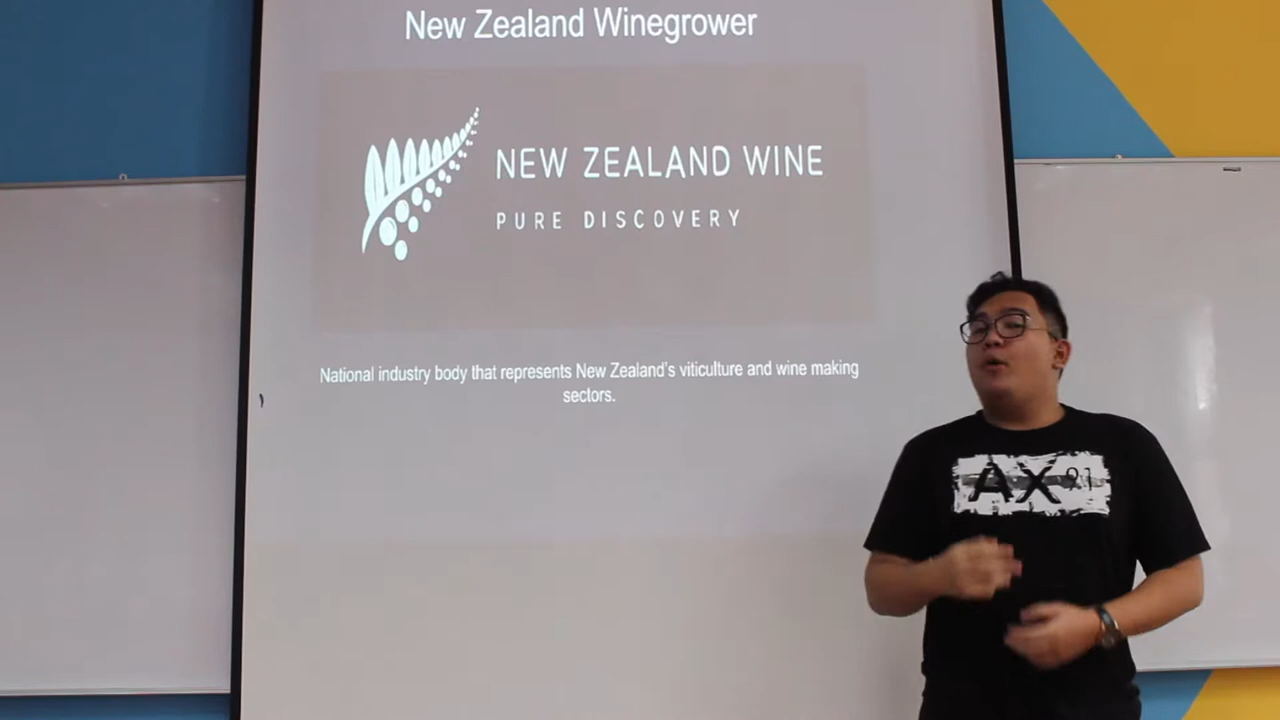 New Zealand Winegrower
NEW ZEALAND WINE
PURE DISCOVERY
National industry body that represents New Zealand's viticulture and wine making
sectors.
AX 91